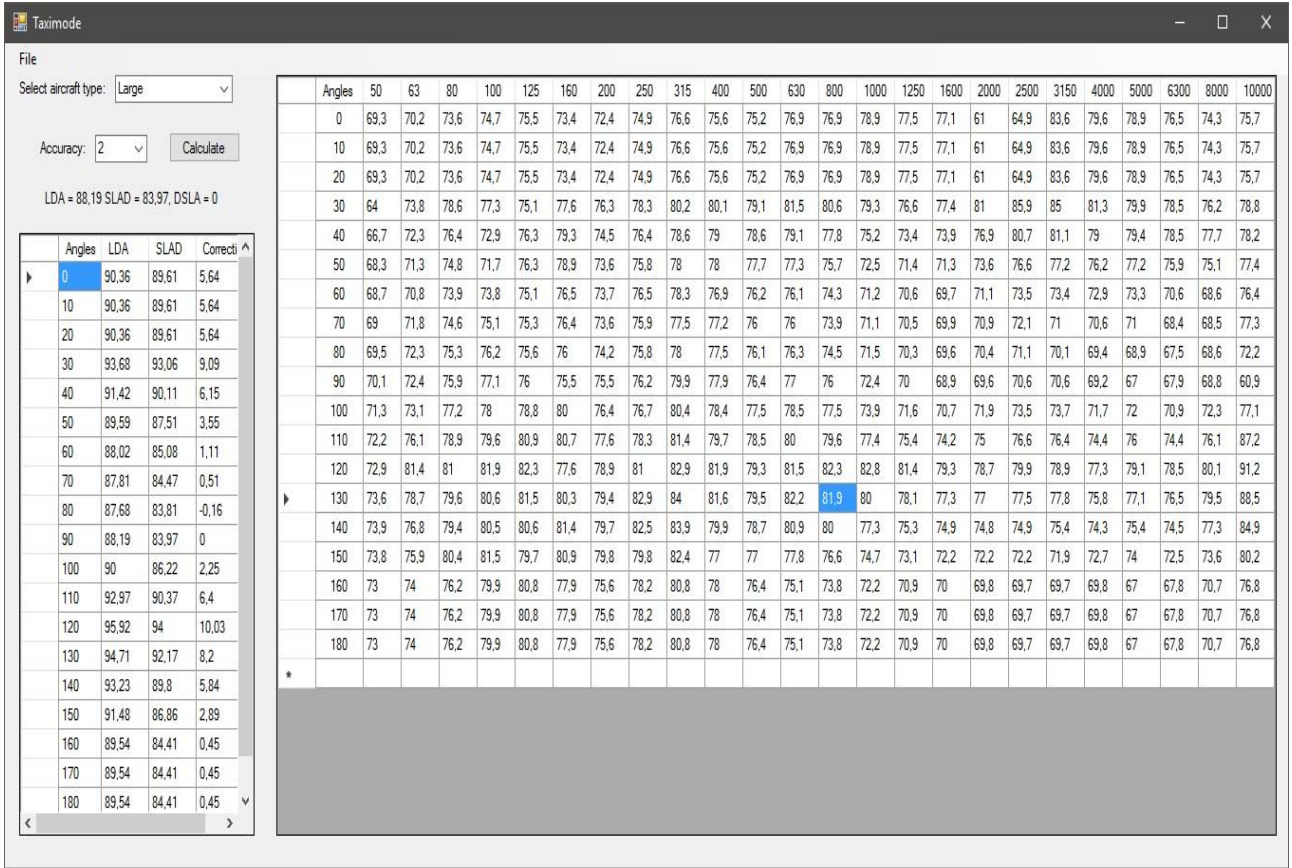 Taximode
File
Select aircraft type: Large
Accuracy: 2 Calculate
LDA = 88,19 SLAD = 83,97, DSLA = 0
Angles LDA SLAD Correcti
0 90,36 89,61 5,64
10 90,36 89,61 5,64
20 90,36 89,61 5,64
30 93,68 93,06 9,09
40 91,42 90,11 6,15
50 89,59 87,51 3,55
60 88,02 85,08 1,11
70 87,81 84,47 0,51
80 87,68 83,81 -0,16
90 88,19 83,97 0
100 90 86,22 2,25
110 92,97 90,37 6,4
120 95,92 94 10,03
130 94,71 92,17 8,2
140 93,23 89,8 5,84
150 91,48 86,86 2,89
160 89,54 84,41 0,45
170 89,54 84,41 0,45
180 89,54 84,41 0,45
Angles 50 63 80 100 125 160 200 250 315 400 500 630 800 1000 1250 1600 2000 2500 3150 4000 5000 6300 8000 10000
0 69,3 70,2 73,6 74,7 75,5 73,4 72,4 74,9 76,6 75,6 75,2 76,9 76,9 78,9 77,5 77,1 61 64,9 83,6 79,6 78,9 76,5 74,3 75,7
10 69,3 70,2 73,6 74,7 75,5 73,4 72,4 74,9 76,6 75,6 75,2 76,9 76,9 78,9 77,5 77,1 61 64,9 83,6 79,6 78,9 76,5 74,3 75,7
20 69,3 70,2 73,6 74,7 75,5 73,4 72,4 74,9 76,6 75,6 75,2 76,9 76,9 78,9 77,5 77,1 61 64,9 83,6 79,6 78,9 76,5 74,3 75,7
30 64 73,8 78,6 77,3 75,1 77,6 76,3 78,3 80,2 80,1 79,1 81,5 80,6 79,3 76,6 77,4 81 85,9 85 81,3 79,9 78,5 76,2 78,8
40 66,7 72,3 76,4 72,9 76,3 79,3 74,5 76,4 78,6 79 78,6 79,1 77,8 75,2 73,4 73,9 76,9 80,7 81,1 79 79,4 78,5 77,7 78,2
50 68,3 71,3 74,8 71,7 76,3 78,9 73,6 75,8 78 78 77,7 77,3 75,7 72,5 71,4 71,3 73,6 76,6 77,2 76,2 77,2 75,9 75,1 77,4
60 68,7 70,8 73,9 73,8 75,1 76,5 73,7 76,5 78,3 76,9 76,2 76,1 74,3 71,2 70,6 69,7 71,1 73,5 73,4 72,9 73,3 70,6 68,6 76,4
70 69 71,8 74,6 75,1 75,3 76,4 73,6 75,9 77,5 77,2 76 76 73,9 71,1 70,5 69,9 70,9 72,1 71 70,6 71 68,4 68,5 77,3
80 69,5 72,3 75,3 76,2 75,6 76 74,2 75,8 78 77,5 76,1 76,3 74,5 71,5 70,3 69,6 70,4 71,1 70,1 69,4 68,9 67,5 68,6 72,2
90 70,1 72,4 75,9 77,1 76 75,5 75,5 76,2 79,9 77,9 76,4 77 76 72,4 70 68,9 69,6 70,6 70,6 69,2 67 67,9 68,8 60,9
100 71,3 73,1 77,2 78 78,8 80 76,4 76,7 80,4 78,4 77,5 78,5 77,5 73,9 71,6 70,7 71,9 73,5 73,7 71,7 72 70,9 72,3 77,1
110 72,2 76,1 78,9 79,6 80,9 80,7 77,6 78,3 81,4 79,7 78,5 80 79,6 77,4 75,4 74,2 75 76,6 76,4 74,4 76 74,4 76,1 87,2
120 72,9 81,4 81 81,9 82,3 77,6 78,9 81 82,9 81,9 79,3 81,5 82,3 82,8 81,4 79,3 78,7 79,9 78,9 77,3 79,1 78,5 80,1 91,2
130 73,6 78,7 79,6 80,6 81,5 80,3 79,4 82,9 84 81,6 79,5 82,2 81,9 80 78,1 77,3 77 77,5 77,8 75,8 77,1 76,5 79,5 88,5
140 73,9 76,8 79,4 80,5 80,6 81,4 79,7 82,5 83,9 79,9 78,7 80,9 80 77,3 75,3 74,9 74,8 74,9 75,4 74,3 75,4 74,5 77,3 84,9
150 73,8 75,9 80,4 81,5 79,7 80,9 79,8 79,8 82,4 77 77 77,8 76,6 74,7 73,1 72,2 72,2 72,2 71,9 72,7 74 72,5 73,6 80,2
160 73 74 76,2 79,9 80,8 77,9 75,6 78,2 80,8 78 76,4 75,1 73,8 72,2 70,9 70 69,8 69,7 69,7 69,8 67 67,8 70,7 76,8
170 73 74 76,2 79,9 80,8 77,9 75,6 78,2 80,8 78 76,4 75,1 73,8 72,2 70,9 70 69,8 69,7 69,7 69,8 67 67,8 70,7 76,8
180 73 74 76,2 79,9 80,8 77,9 75,6 78,2 80,8 78 76,4 75,1 73,8 72,2 70,9 70 69,8 69,7 69,7 69,8 67 67,8 70,7 76,8
*